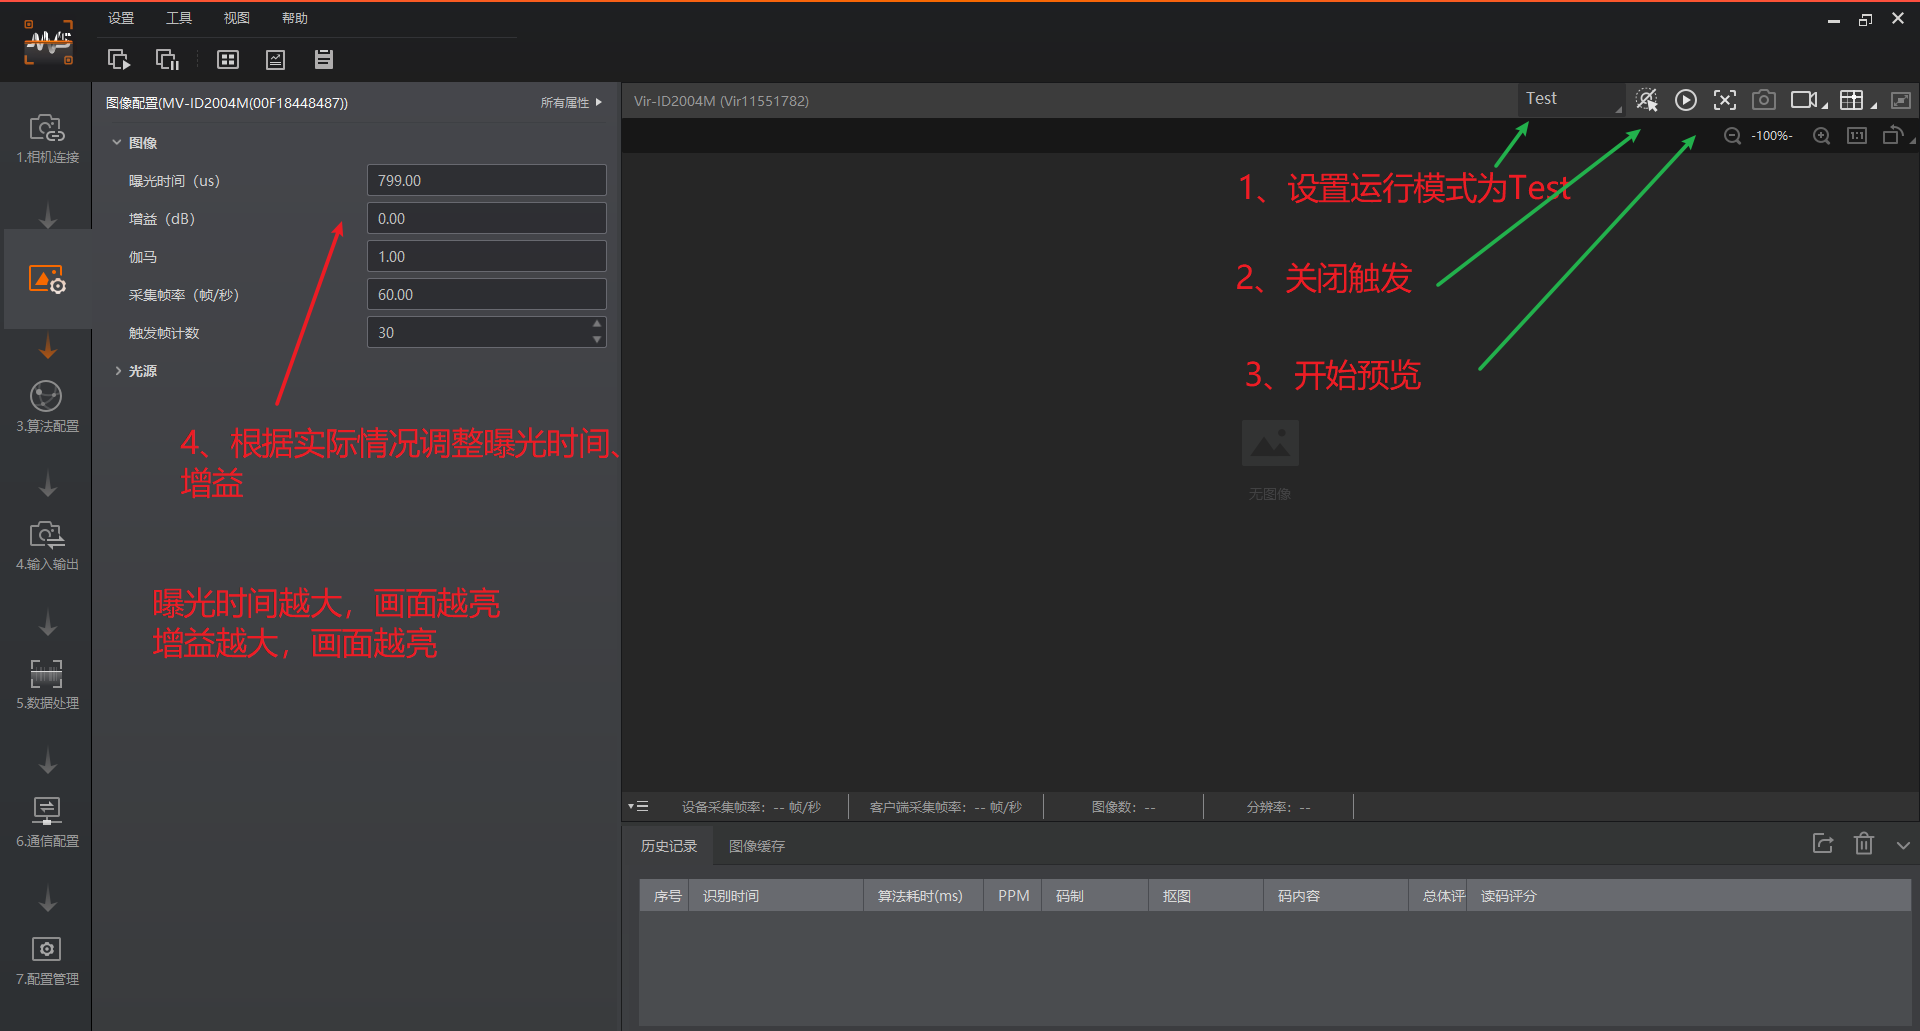 设置 工具 视图 帮助
图像配置(MV-ID2004M(00F18448487))
所有属性
图像
曝光时间（us） 799.00
增益（dB） 0.00
伽马 1.00
采集帧率（帧/秒） 60.00
触发帧计数 30
光源
4、根据实际情况调整曝光时间、
增益
曝光时间越大，画面越亮
增益越大，画面越亮
1.相机连接
3.算法配置
4.输入输出
5.数据处理
6.通信配置
7.配置管理
Vir-ID2004M (Vir11551782)
Test
-100%-
1:1
1、设置运行模式为Test
2、关闭触发
3、开始预览
无图像
设备采集帧率：-- 帧/秒 客户端采集帧率：-- 帧/秒 图像数：-- 分辨率：--
历史记录 图像缓存
序号 识别时间 算法耗时(ms) PPM 码制 抠图 码内容 总体评 读码评分